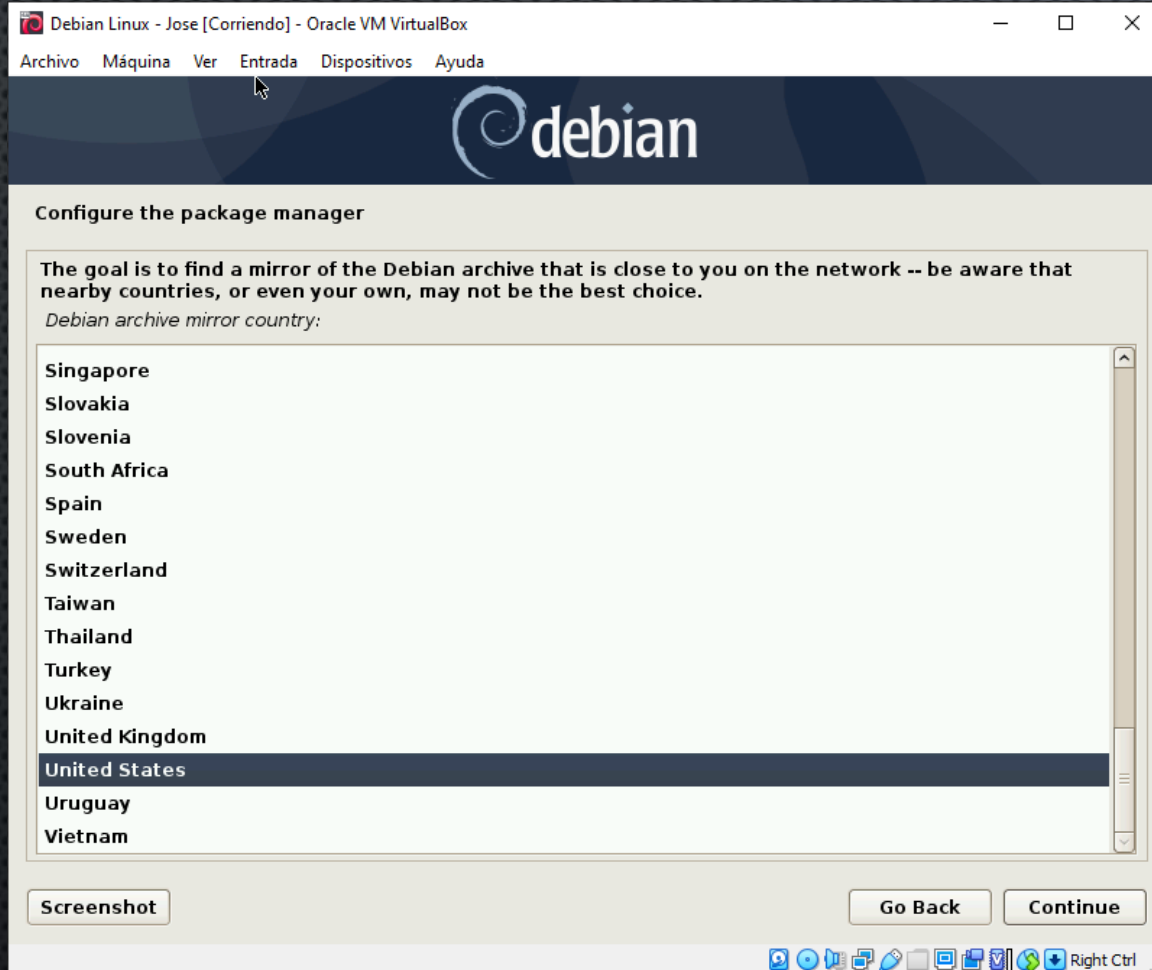 Debian Linux - Jose [Corriendo] - Oracle VM VirtualBox
Archivo Máquina Ver Entrada Dispositivos Ayuda
debian
Configure the package manager
The goal is to find a mirror of the Debian archive that is close to you on the network -- be aware that
nearby countries, or even your own, may not be the best choice.
Debian archive mirror country:
Singapore
Slovakia
Slovenia
South Africa
Spain
Sweden
Switzerland
Taiwan
Thailand
Turkey
Ukraine
United Kingdom
United States
Uruguay
Vietnam
Screenshot Go Back Continue
Right Ctrl